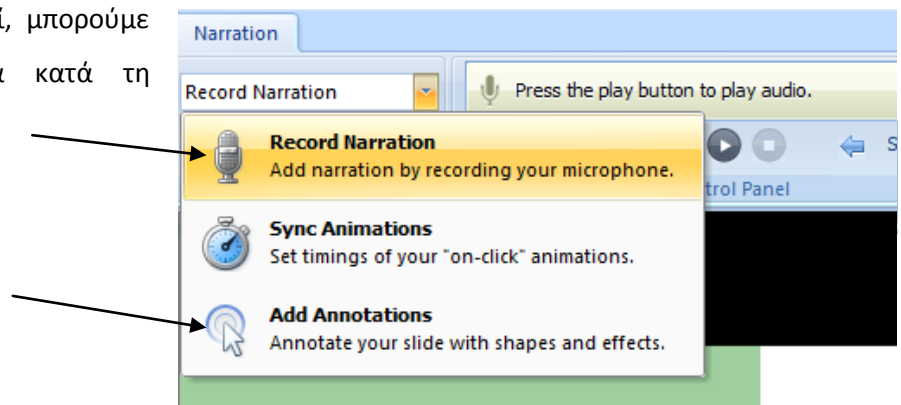 μπορούμε
κατά τη
Narration
Record Narration
Press the play button to play audio.
Record Narration
Add narration by recording your microphone.
Sync Animations
Set timings of your "on-click" animations.
Add Annotations
Annotate your slide with shapes and effects.
trol Panel